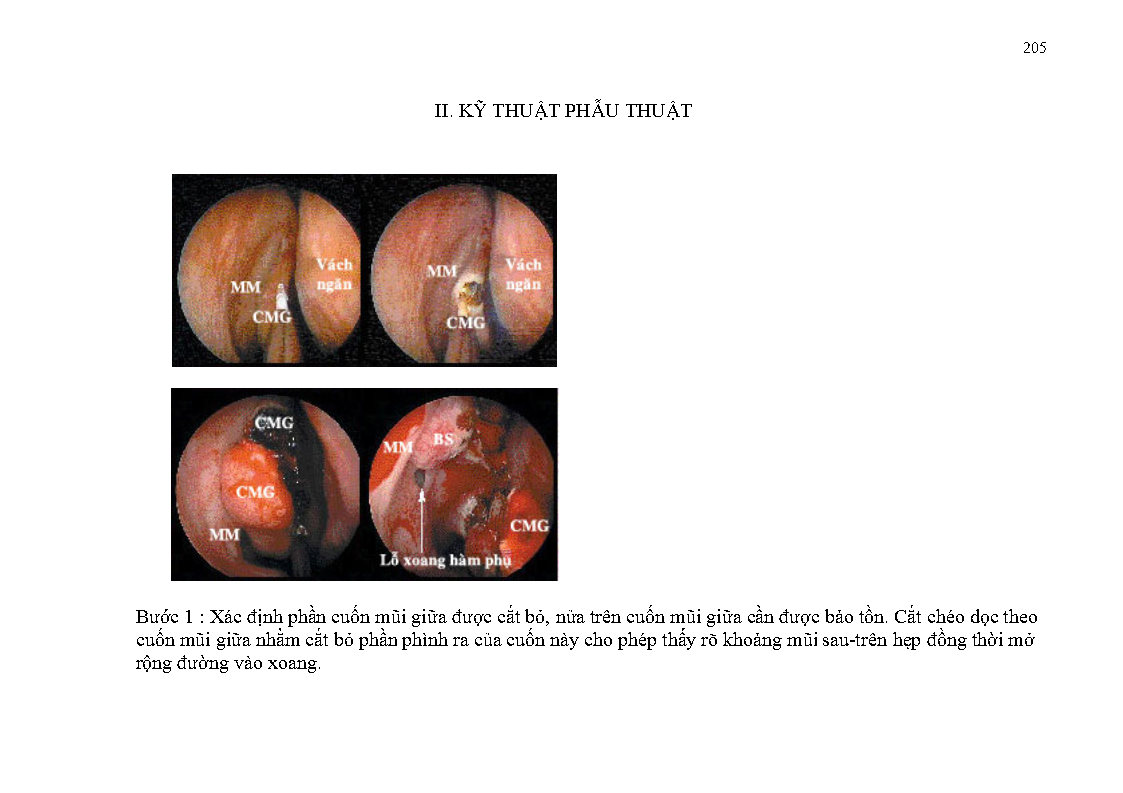 205
II. KỸ THUẬT PHẪU THUẬT
MM
Vách
ngăn
CMG
MM
Vách
ngăn
CMG
CMG
CMG
MM
MM
BS
CMG
Lỗ xoang hàm phụ
Bước 1 : Xác định phần cuốn mũi giữa được cắt bỏ, nửa trên cuốn mũi giữa cần được bảo tồn. Cắt chéo dọc theo
cuốn mũi giữa nhằm cắt bỏ phần phình ra của cuốn này cho phép thấy rõ khoảng mũi sau-trên hẹp đồng thời mở
rộng đường vào xoang.